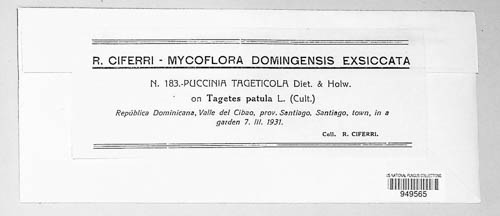 R. CIFERRI - MYCOFLORA DOMINGENSIS EXSICCATA
N. 183.-PUCCINIA TAGETICOLA Diet. & Holw.
on Tagetes patula L. (Cult.)
República Dominicana, Valle del Cibao, prov. Santiago, Santiago, town, in a
garden 7. III. 1931.
Coll. R. CIFERRI.
US NATIONAL FUNGUS COLLECTIONS
949565